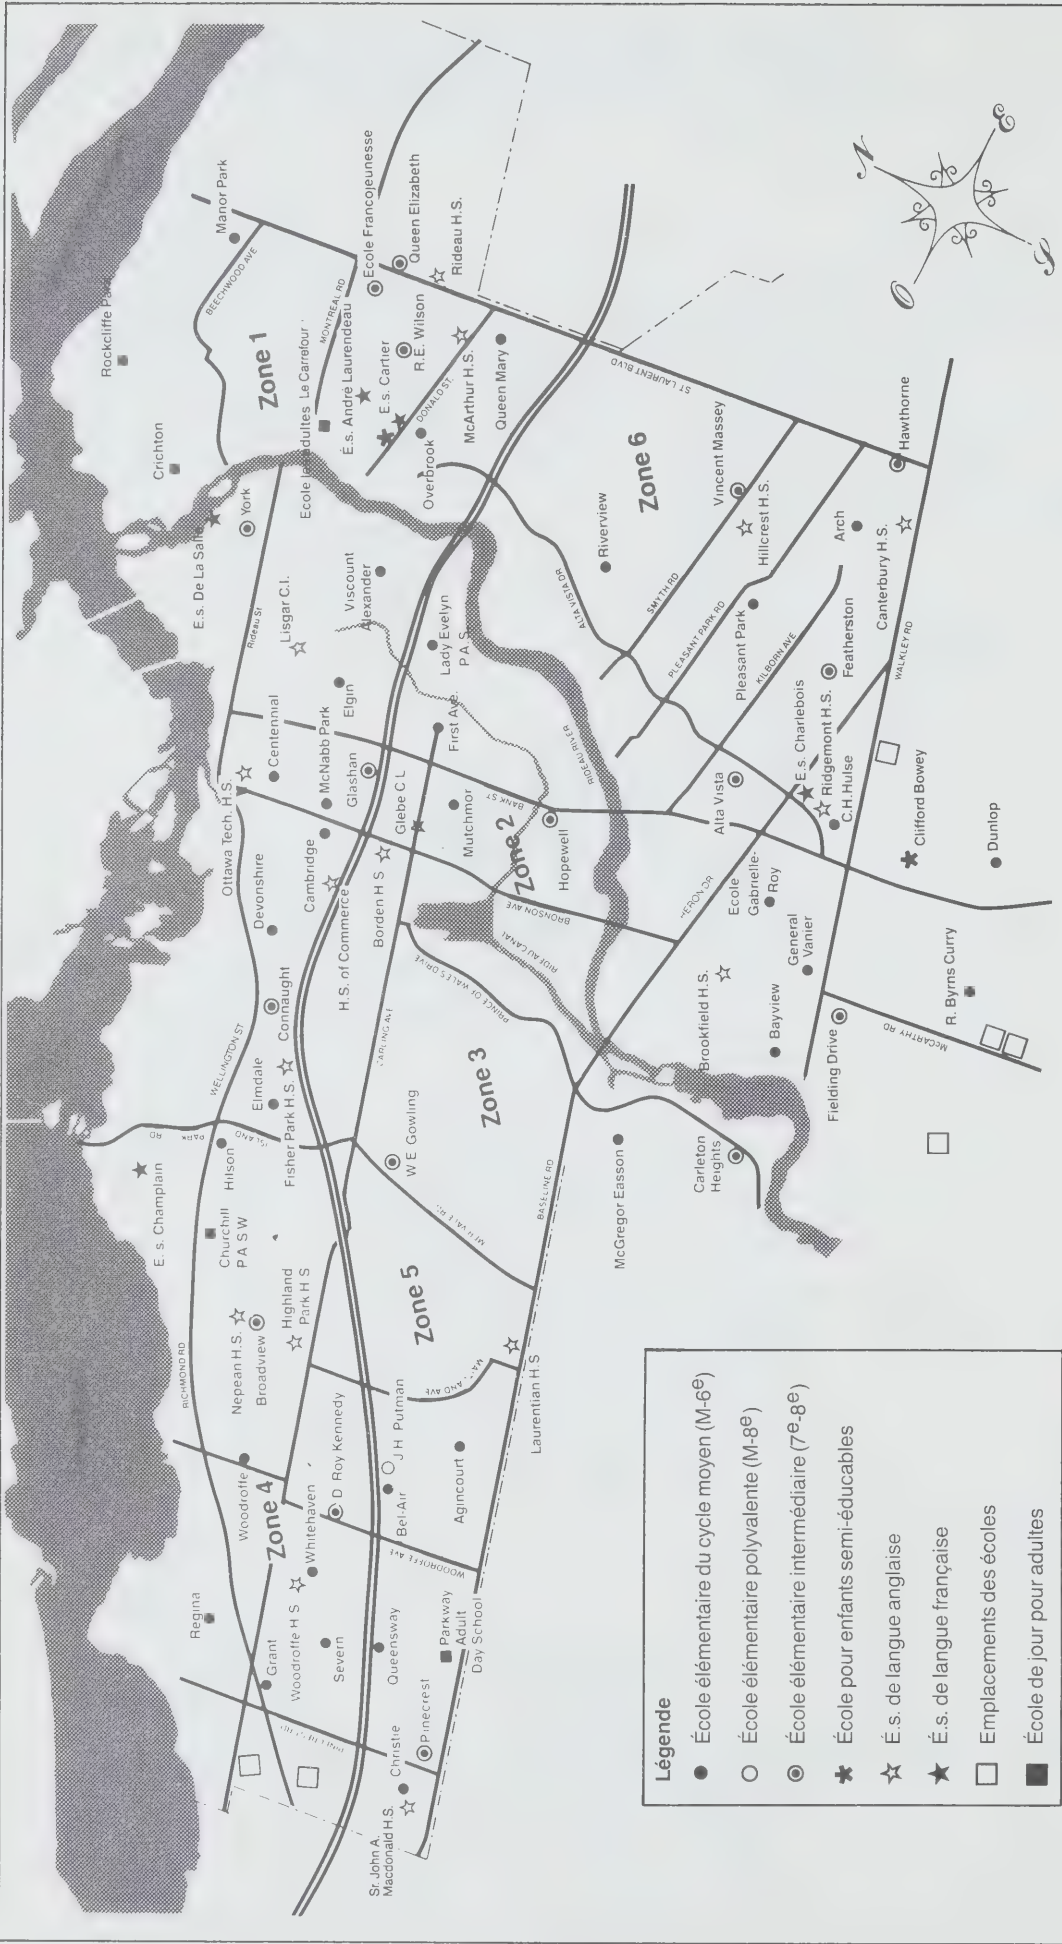 Rockcliffe Park
Manor Park
Crichton
BEECHWOOD AVE
Zone 1
MONTREAL RD
Ecole les adultes Le Carrefour
É.s. André Laurendeau
Ecole Francojeunesse
Queen Elizabeth
Rideau H.S.
E.s. Cartier
R.E. Wilson
DONALD ST.
McArthur H.S.
Queen Mary
Overbrook
E.s. De La Salle
York
Rideau St
Lisgar C.I.
Viscount
Alexander
Lady Evelyn
P A S
Elgin
Centennial
McNabb Park
Glashan
First Ave.
Glebe C I.
Mutchmor
BANK ST
Zone 2
Hopewell
Ottawa Tech. H.S.
Devonshire
Cambridge
H.S. of Commerce
Borden H S
BRONSON AVE
RIDEAU CANAL
RIDEAU RIVER
PRINCE OF WALES DRIVE
CARLING AVE
Connaught
WELLINGTON ST
Elmdale
Fisher Park H.S.
ISLAND
PARK
RD
Hilson
E. s. Champlain
Churchill
P A S W
W E Gowling
Zone 3
BASELINE RD
McGregor Easson
Carleton
Heights
Highland
Park H S
Nepean H.S.
Broadview
RICHMOND RD
Zone 5
Laurentian H.S
J H Putman
D Roy Kennedy
Bel-Air
Agincourt
WOODROFFE AVE
Woodroffe
Zone 4
Whitehaven
Woodroffe H S
Regina
Grant
Severn
Queensway
Parkway
Adult
Day School
Pinecrest
Christie
Sr. John A.
Macdonald H.S.
ST LAURENT BLVD
Zone 6
Vincent Massey
Hillcrest H.S.
Riverview
ALTA VISTA DR
SMYTH RD
PLEASANT PARK RD
Pleasant Park
KILBORN AVE
Hawthorne
Arch
Canterbury H.S.
WALKLEY RD
Featherston
E.s. Charlebois
Ridgemont H.S.
C.H.Hulse
Alta Vista
HERON DR
Ecole
Gabrielle-
Roy
General
Vanier
Brookfield H.S.
Bayview
Fielding Drive
McCARTHY RD
R. Byrns Curry
Clifford Bowey
Dunlop
N
E
S
O
Légende
École élémentaire du cycle moyen (M-6e)
École élémentaire polyvalente (M-8e)
École élémentaire intermédiaire (7e-8e)
École pour enfants semi-éducables
É.s. de langue anglaise
É.s. de langue française
Emplacements des écoles
École de jour pour adultes